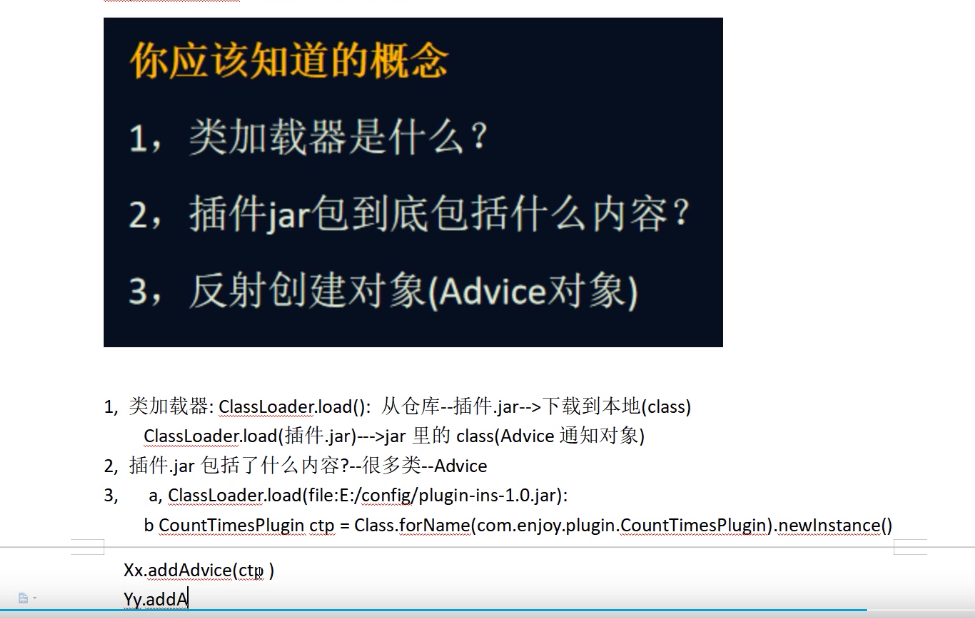 你应该知道的概念
1，类加载器是什么？
2，插件jar包到底包括什么内容？
3，反射创建对象(Advice对象)
1, 类加载器: ClassLoader.load(): 从仓库--插件.jar-->下载到本地(class)
ClassLoader.load(插件.jar)--->jar 里的 class(Advice 通知对象)
2, 插件.jar 包括了什么内容?--很多类--Advice
3, a, ClassLoader.load(file:E:/config/plugin-ins-1.0.jar):
b CountTimesPlugin ctp = Class.forName(com.enjoy.plugin.CountTimesPlugin).newInstance()
Xx.addAdvice(ctp )
Yy.addA